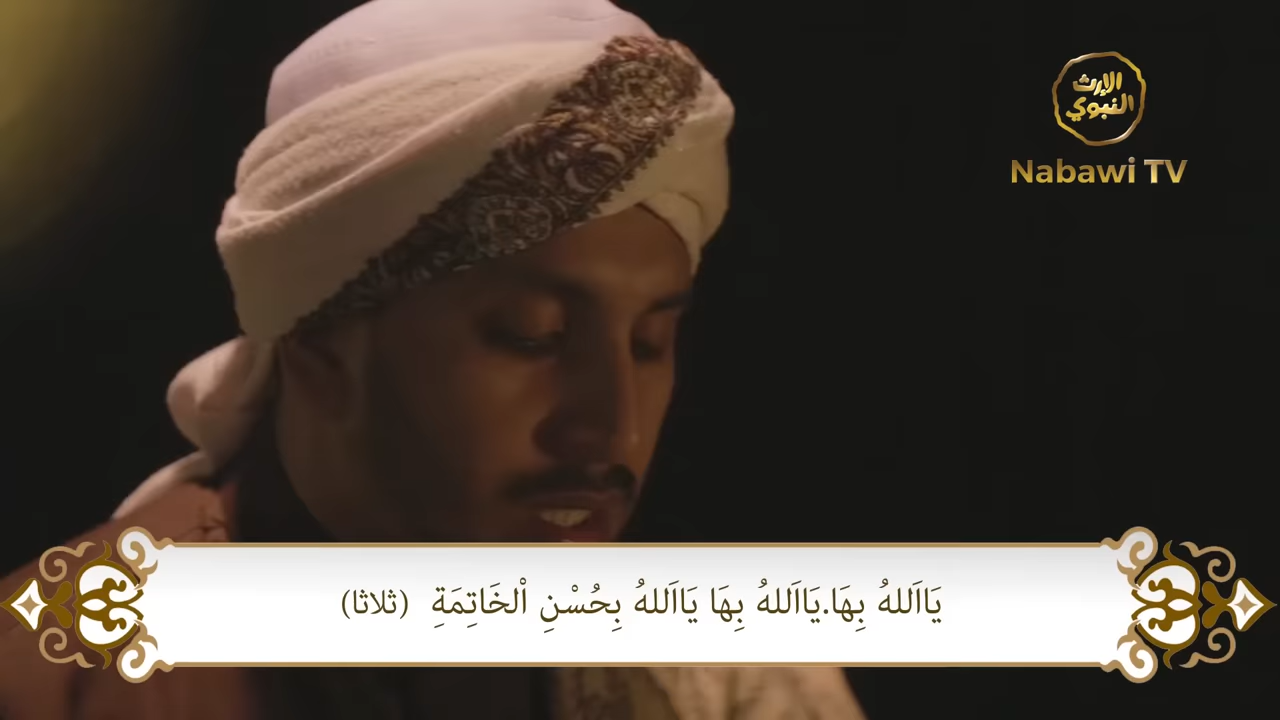 الإرث
النبوي
Nabawi TV
يَااَللهُ بِهَا.يَااَللهُ بِهَا يَااَللهُ بِحُسْنِ اْلخَاتِمَةِ (ثلاثا)